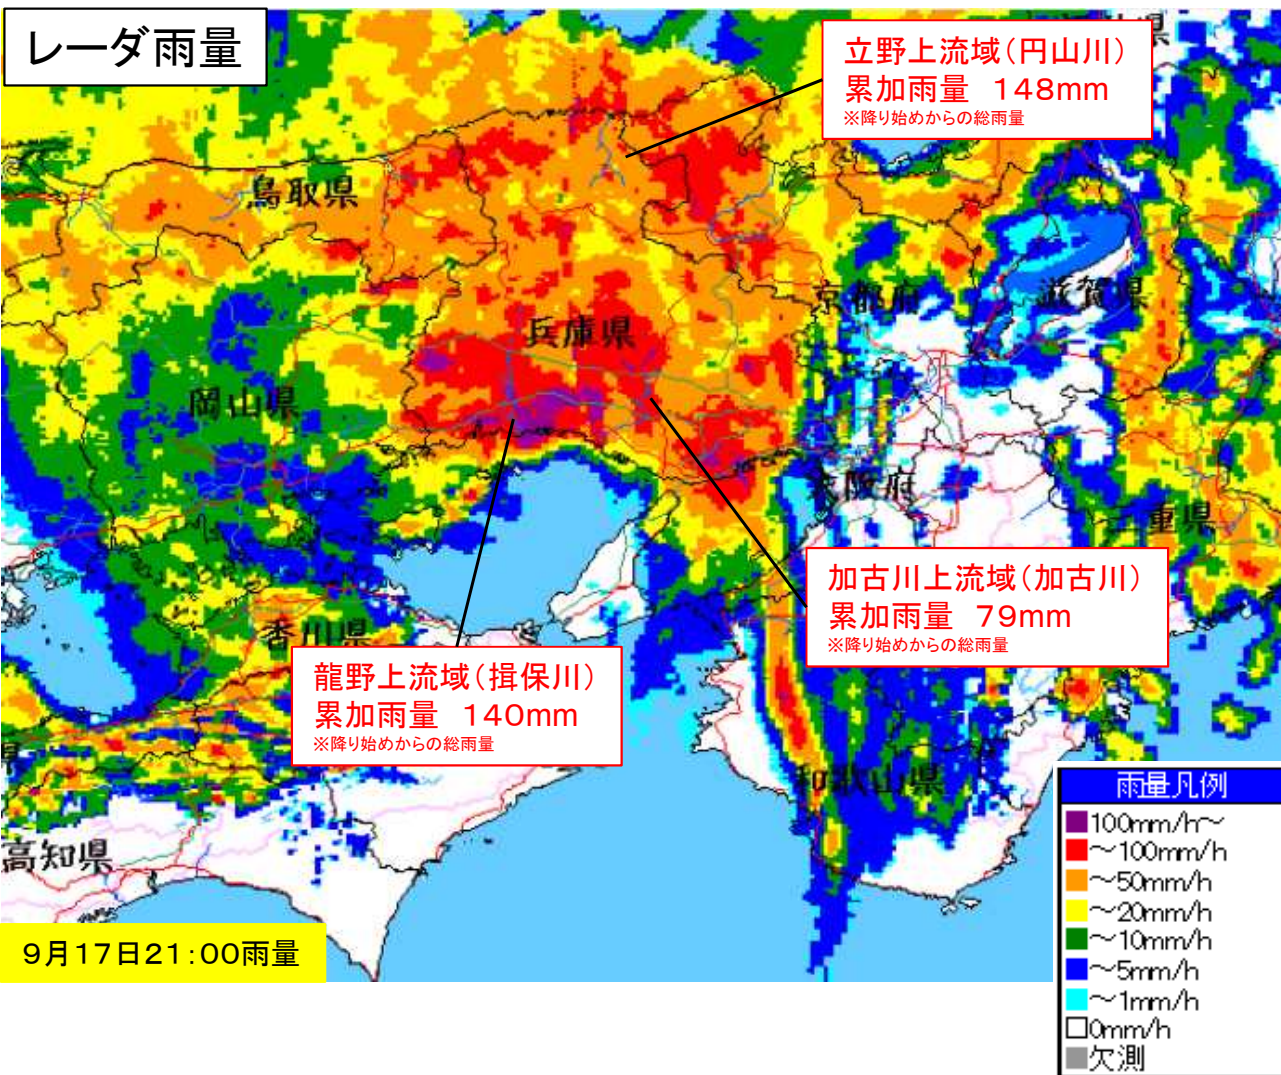 レーダ雨量
立野上流域(円山川)
累加雨量 148mm
※降り始めからの総雨量
県
鳥取県
京都府
滋賀県
兵庫県
岡山県
大阪府
三重県
加古川上流域(加古川)
累加雨量 79mm
※降り始めからの総雨量
香川県
龍野上流域(揖保川)
累加雨量 140mm
※降り始めからの総雨量
県
和歌山県
高知県
9月17日21:00雨量
雨量凡例
100mm/h~
~100mm/h
~50mm/h
~20mm/h
~10mm/h
~5mm/h
~1mm/h
0mm/h
欠測